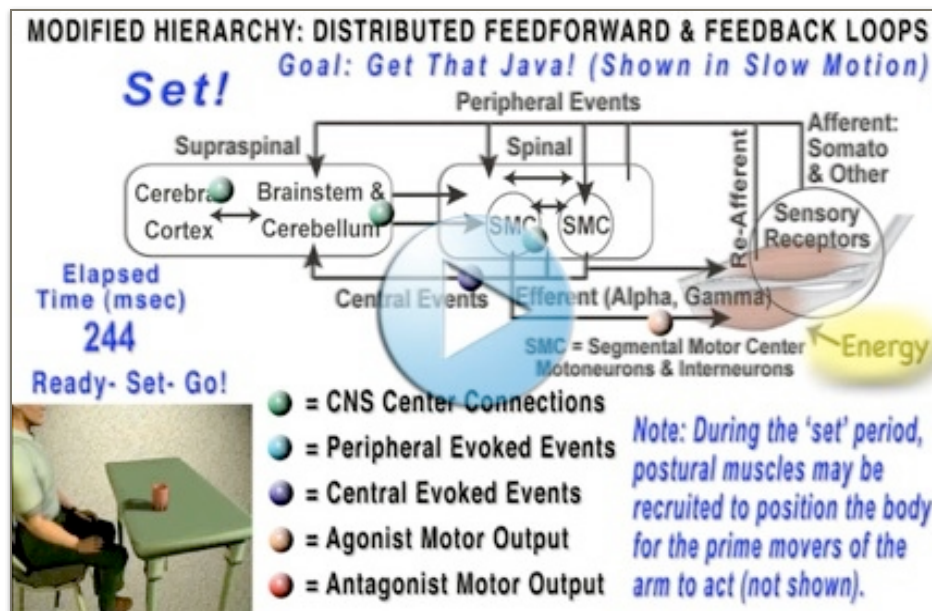 MODIFIED HIERARCHY: DISTRIBUTED FEEDFORWARD & FEEDBACK LOOPS
Set!
Goal: Get That Java! (Shown in Slow Motion)
Peripheral Events
Supraspinal
Spinal
Afferent:
Somato
& Other
Cerebral
Cortex
Brainstem &
Cerebellum
SMC
SMC
Re-Afferent
Sensory
Receptors
Central Events
Efferent (Alpha, Gamma)
SMC = Segmental Motor Center
Motoneurons & Interneurons
Energy
Elapsed
Time (msec)
244
Ready- Set- Go!
= CNS Center Connections
= Peripheral Evoked Events
= Central Evoked Events
= Agonist Motor Output
= Antagonist Motor Output
Note: During the 'set' period,
postural muscles may be
recruited to position the body
for the prime movers of the
arm to act (not shown).